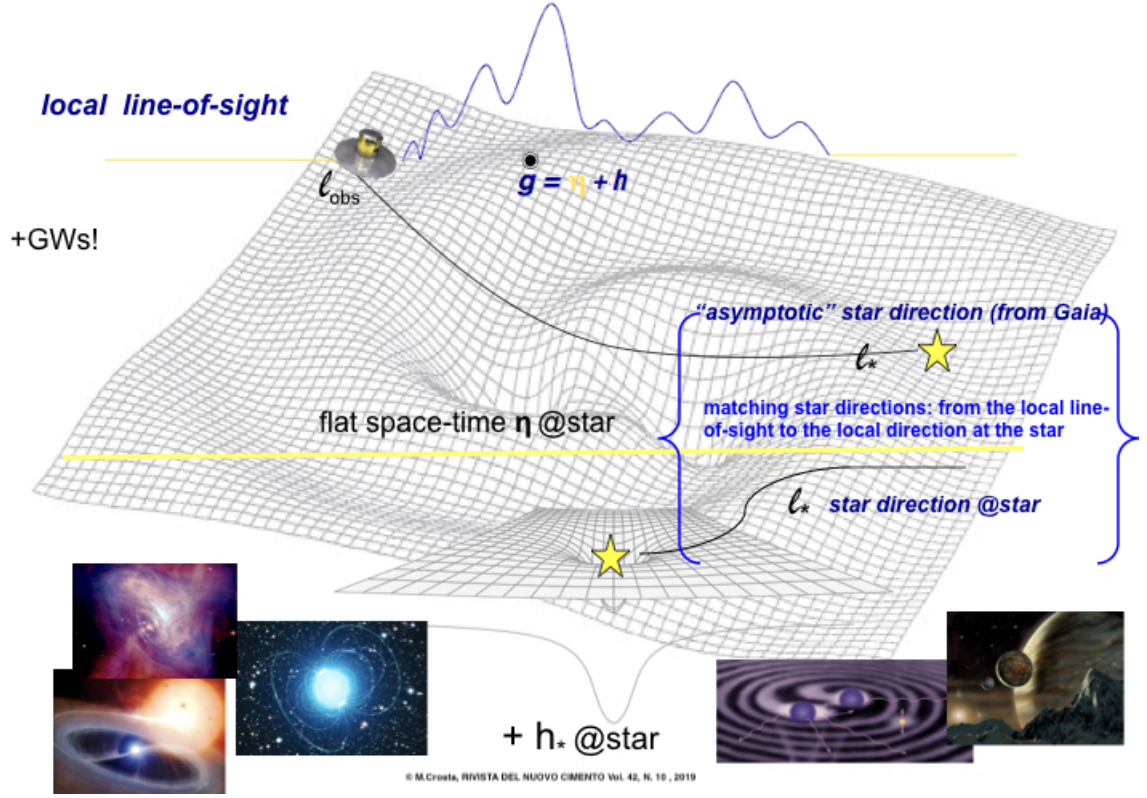 local line-of-sight
ℓobs
g = η + h
+GWs!
“asymptotic” star direction (from Gaia)
ℓ*
flat space-time η @star
matching star directions: from the local line-
of-sight to the local direction at the star
ℓ* star direction @star
+ h* @star
© M.Crosta, RIVISTA DEL NUOVO CIMENTO Vol. 42, N. 10 , 2019